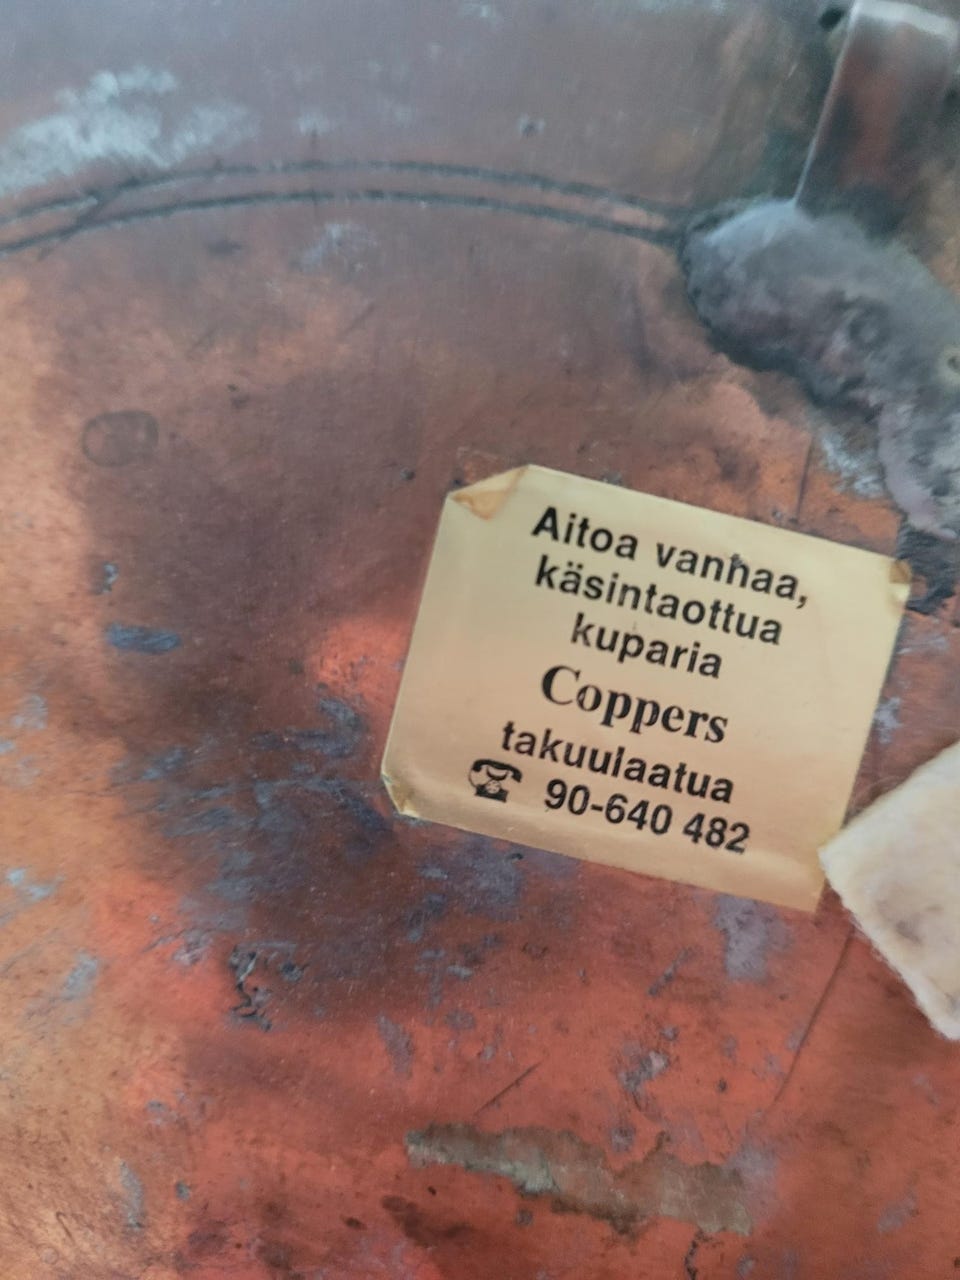 Aitoa vanhaa,
käsintaottua
kuparia
Coppers
takuulaatua
☎ 90-640 482